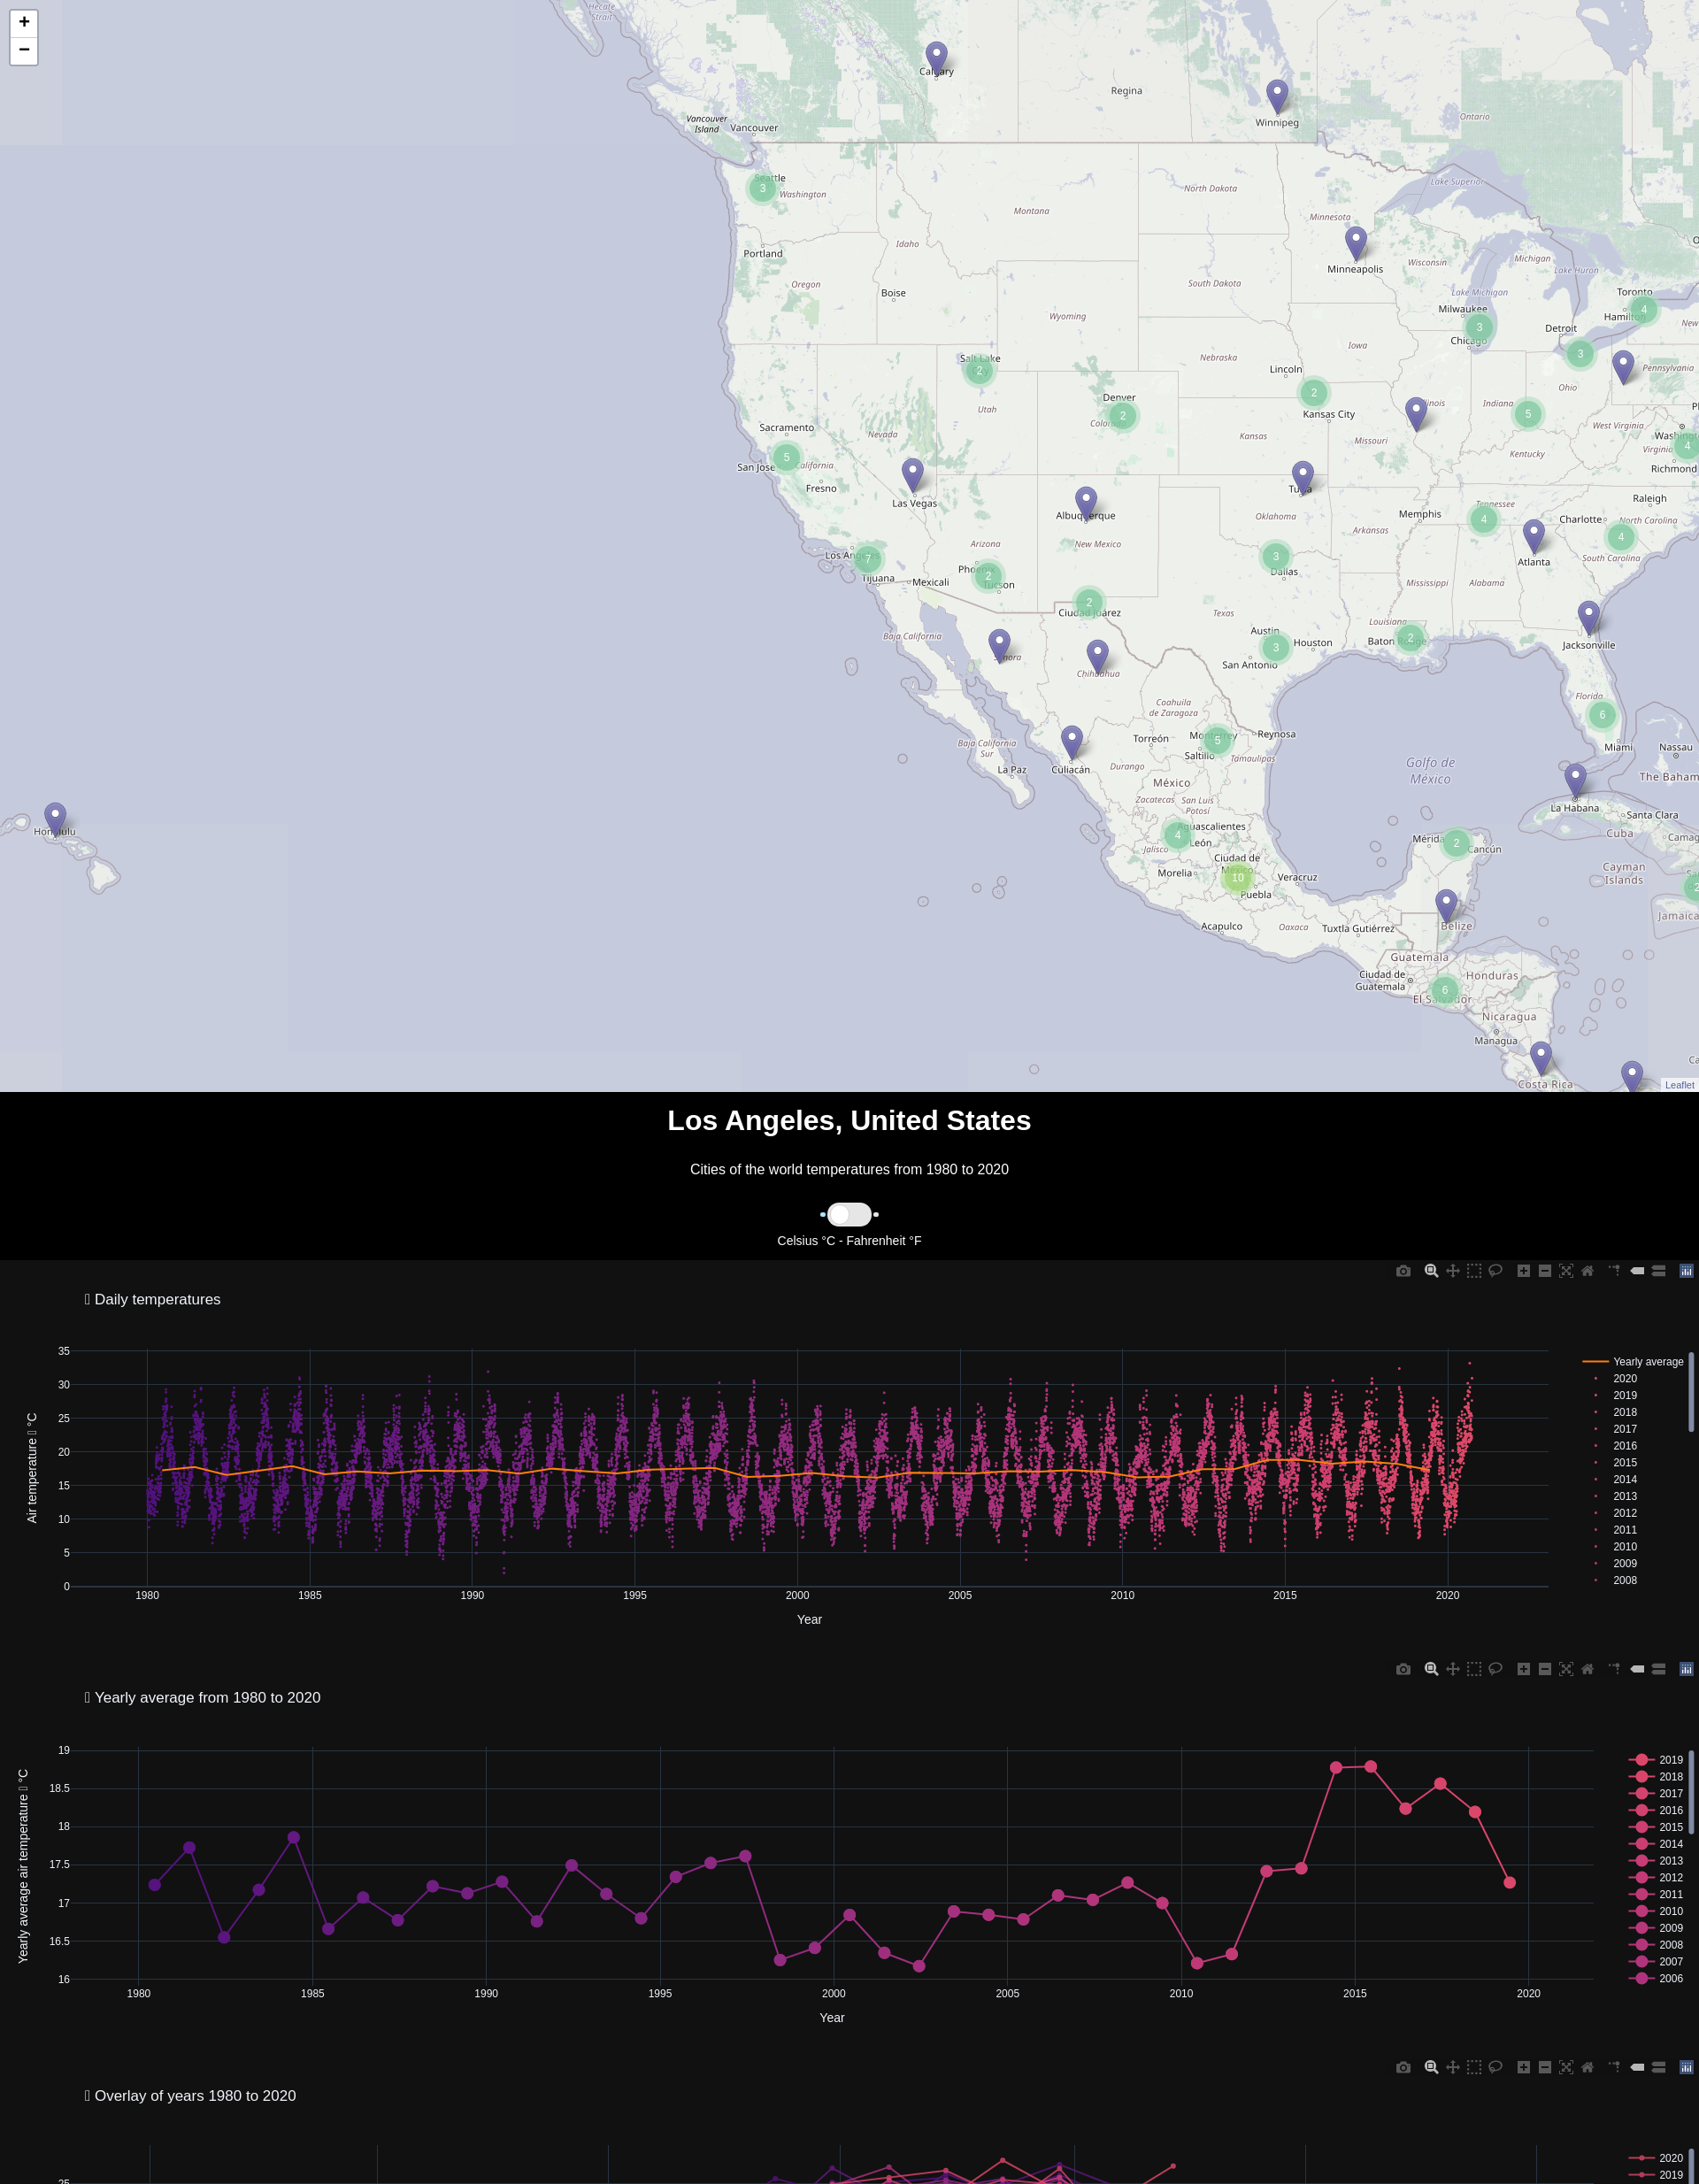 +
−
Hecate
Strait
Calgary
Regina
Winnipeg
Ontario
Vancouver
Island
Vancouver
Seattle
3
Washington
North Dakota
Lake Superior
Montana
Minnesota
Portland
Idaho
Minneapolis
Wisconsin
Michigan
Lake Huron
Oregon
Boise
South Dakota
Lake Michigan
Toronto
Wyoming
Milwaukee
4
Hamilton
3
Detroit
Chicago
Iowa
Nebraska
Salt Lake
2
Lincoln
3
Pennsylvania
Ohio
Denver
2
Utah
2
Kansas City
Illinois
Indiana
5
Colorado
West Virginia
Sacramento
Nevada
Kansas
Missouri
4
Virginia
San Jose
5
California
Kentucky
Richmond
Fresno
Las Vegas
Tulsa
Raleigh
Albuquerque
Oklahoma
Memphis
Tennessee
4
Charlotte
North Carolina
Arkansas
4
Arizona
New Mexico
Los Angeles
7
3
Dallas
Atlanta
South Carolina
Phoenix
2
Tucson
Tijuana
Mexicali
Mississippi
Alabama
2
Ciudad Juárez
Texas
Louisiana
Baja California
Austin
Houston
Baton Rouge
2
Jacksonville
3
San Antonio
Sonora
Chihuahua
Florida
Coahuila
de Zaragoza
6
Monterrey
5
Reynosa
Torreón
Saltillo
Tamaulipas
Baja California
Sur
Miami
Nassau
La Paz
Culiacán
Durango
Golfo de
México
The Baham
México
Zacatecas
San Luis
Potosí
La Habana
Santa Clara
Honolulu
Aguascalientes
4
Cuba
Camag
León
Jalisco
Mérida
2
Cancún
Ciudad de
México
10
Morelia
Veracruz
Puebla
Cayman
Islands
2
Jamaica
Acapulco
Oaxaca
Tuxtla Gutiérrez
Belize
Guatemala
Ciudad de
Guatemala
Honduras
6
El Salvador
Nicaragua
Managua
Costa Rica
Leaflet
Los Angeles, United States
Cities of the world temperatures from 1980 to 2020
Celsius °C - Fahrenheit °F
Daily temperatures
Air temperature °C
35
30
25
20
15
10
5
0
1980 1985 1990 1995 2000 2005 2010 2015 2020
Year
Yearly average
2020
2019
2018
2017
2016
2015
2014
2013
2012
2011
2010
2009
2008
Yearly average from 1980 to 2020
Yearly average air temperature °C
19
18.5
18
17.5
17
16.5
16
1980 1985 1990 1995 2000 2005 2010 2015 2020
Year
2019
2018
2017
2016
2015
2014
2013
2012
2011
2010
2009
2008
2007
2006
Overlay of years 1980 to 2020
25
2020
2019